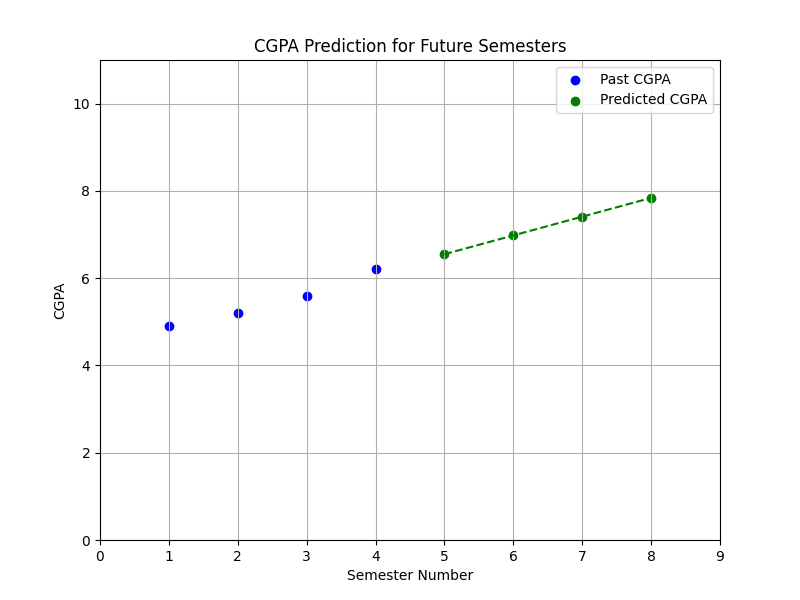 CGPA Prediction for Future Semesters
Past CGPA
Predicted CGPA
10
8
6
4
2
0
CGPA
0 1 2 3 4 5 6 7 8 9
Semester Number